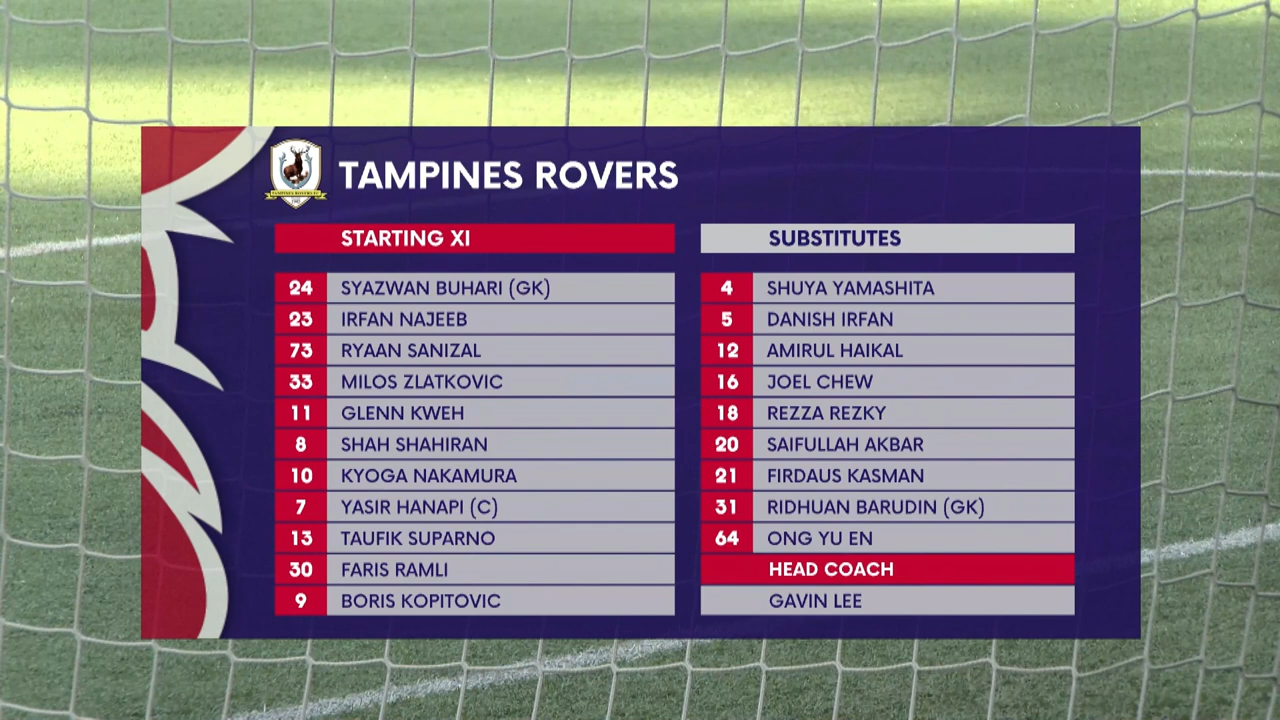 TAMPINES ROVERS
STARTING XI
24 SYAZWAN BUHARI (GK)
23 IRFAN NAJEEB
73 RYAAN SANIZAL
33 MILOS ZLATKOVIC
11 GLENN KWEH
8 SHAH SHAHIRAN
10 KYOGA NAKAMURA
7 YASIR HANAPI (C)
13 TAUFIK SUPARNO
30 FARIS RAMLI
9 BORIS KOPITOVIC
SUBSTITUTES
4 SHUYA YAMASHITA
5 DANISH IRFAN
12 AMIRUL HAIKAL
16 JOEL CHEW
18 REZZA REZKY
20 SAIFULLAH AKBAR
21 FIRDAUS KASMAN
31 RIDHUAN BARUDIN (GK)
64 ONG YU EN
HEAD COACH
GAVIN LEE